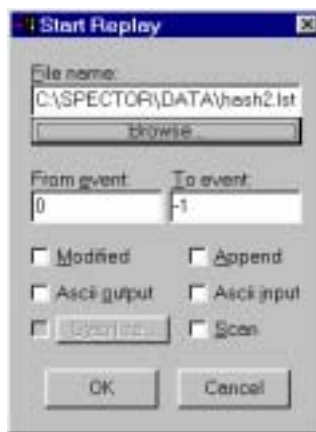 Start Replay
File name:
C:\SPECTOR\DATA\hash2.lst
browse...
From event: To event:
0 -1
Modified Append
Ascii output Ascii input
Scan
OK Cancel